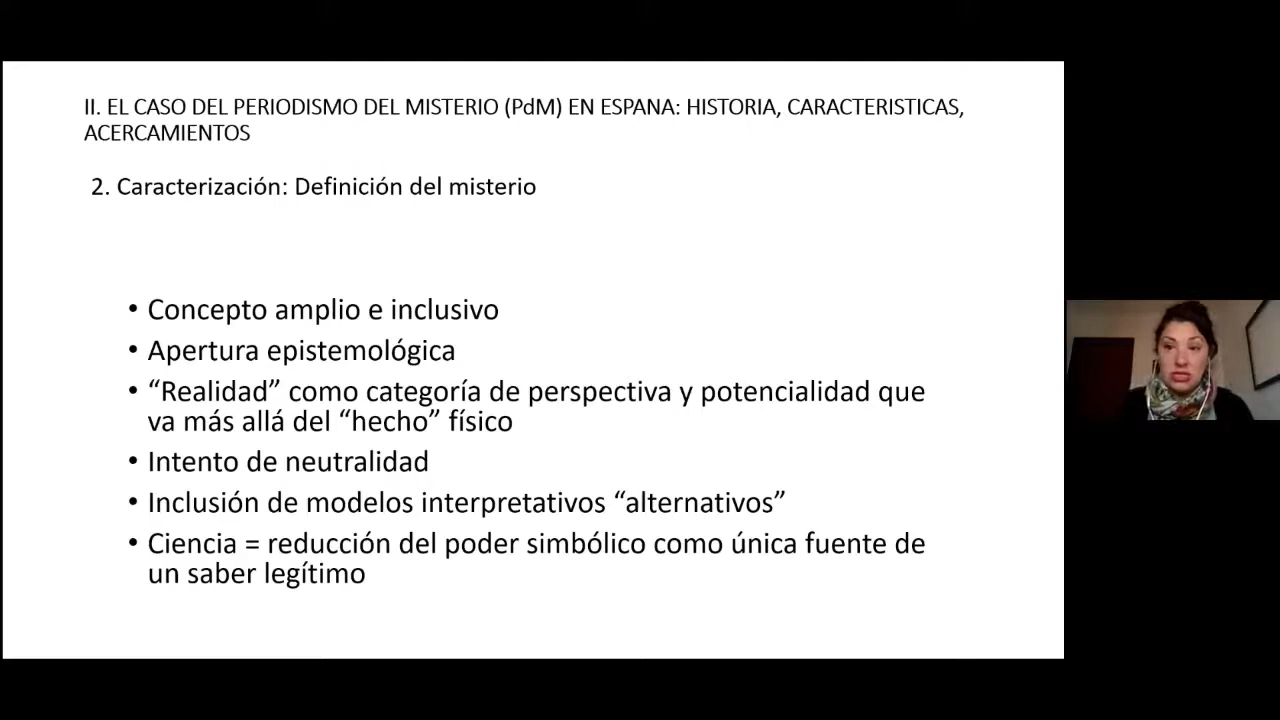 II. EL CASO DEL PERIODISMO DEL MISTERIO (PdM) EN ESPANA: HISTORIA, CARACTERISTICAS,
ACERCAMIENTOS
2. Caracterización: Definición del misterio
• Concepto amplio e inclusivo
• Apertura epistemológica
• “Realidad” como categoría de perspectiva y potencialidad que
va más allá del “hecho” físico
• Intento de neutralidad
• Inclusión de modelos interpretativos “alternativos”
• Ciencia = reducción del poder simbólico como única fuente de
un saber legítimo